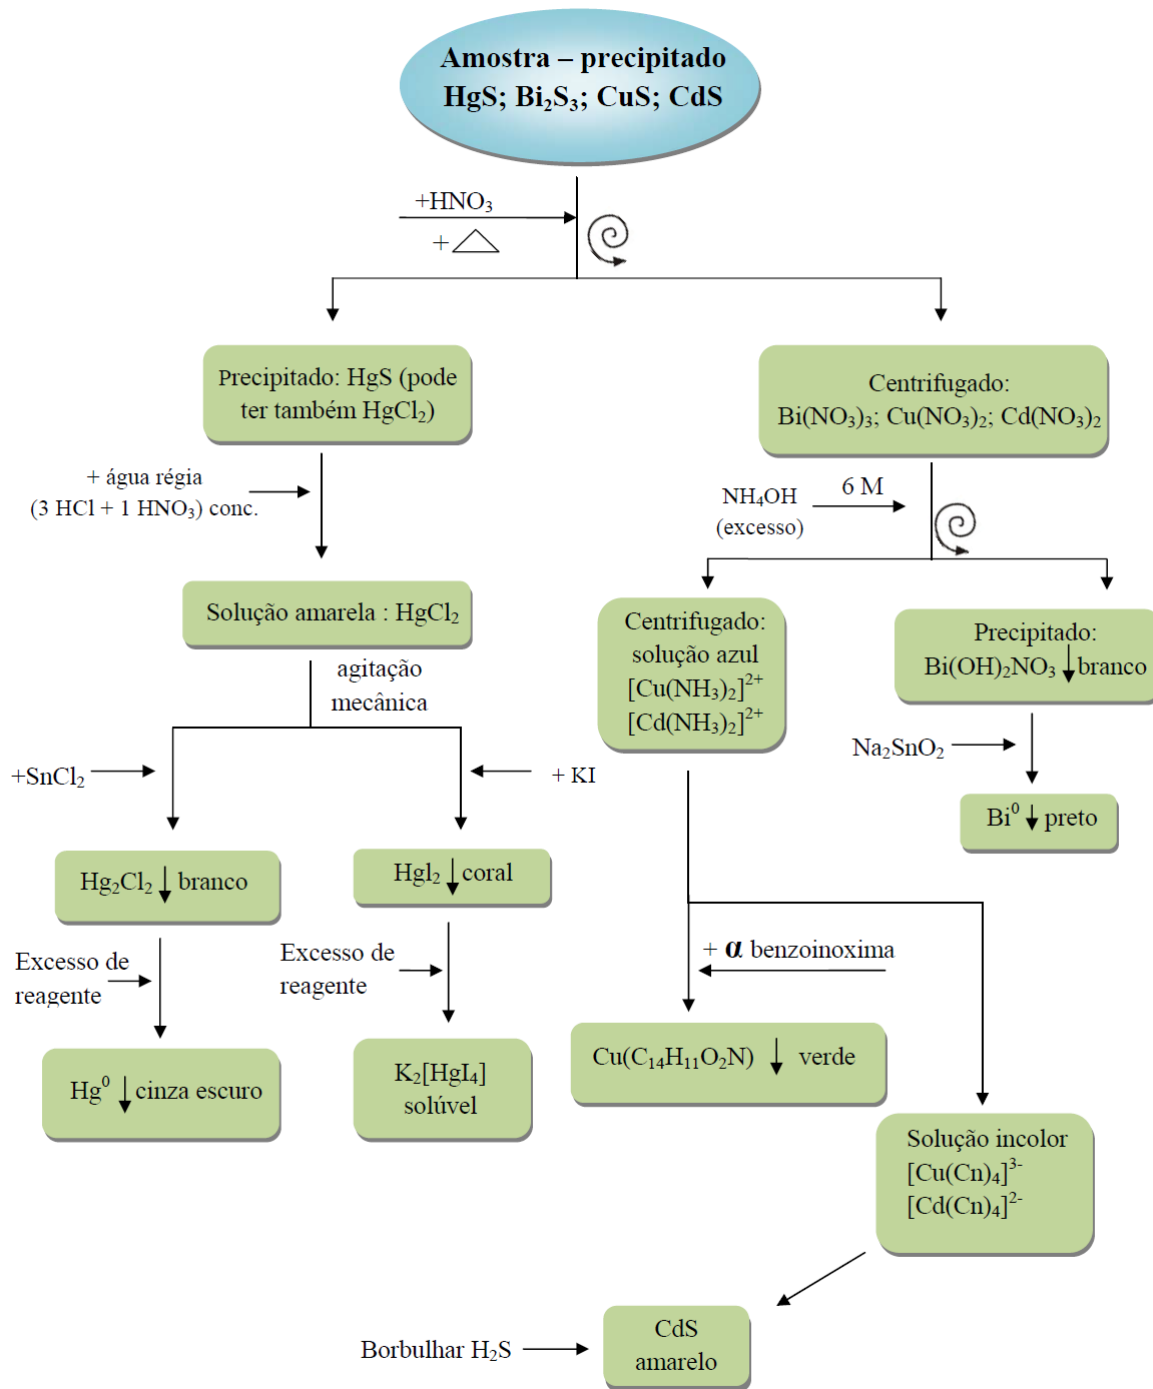 Amostra – precipitado
HgS; Bi₂S₃; CuS; CdS
+HNO₃
+
Precipitado: HgS (pode
ter também HgCl₂)
Centrifugado:
Bi(NO₃)₃; Cu(NO₃)₂; Cd(NO₃)₂
+ água régia
(3 HCl + 1 HNO₃) conc.
NH₄OH
(excesso)
6 M
Solução amarela : HgCl₂
Centrifugado:
solução azul
[Cu(NH₃)₂]²⁺
[Cd(NH₃)₂]²⁺
Precipitado:
Bi(OH)₂NO₃ ↓ branco
agitação
mecânica
Na₂SnO₂
+SnCl₂
+ KI
Bi⁰ ↓ preto
Hg₂Cl₂ ↓ branco
HgI₂ ↓ coral
Excesso de
reagente
Excesso de
reagente
+ α benzoinoxima
Hg⁰ ↓ cinza escuro
K₂[HgI₄]
solúvel
Cu(C₁₄H₁₁O₂N) ↓ verde
Solução incolor
[Cu(Cn)₄]³⁻
[Cd(Cn)₄]²⁻
Borbulhar H₂S
CdS
amarelo